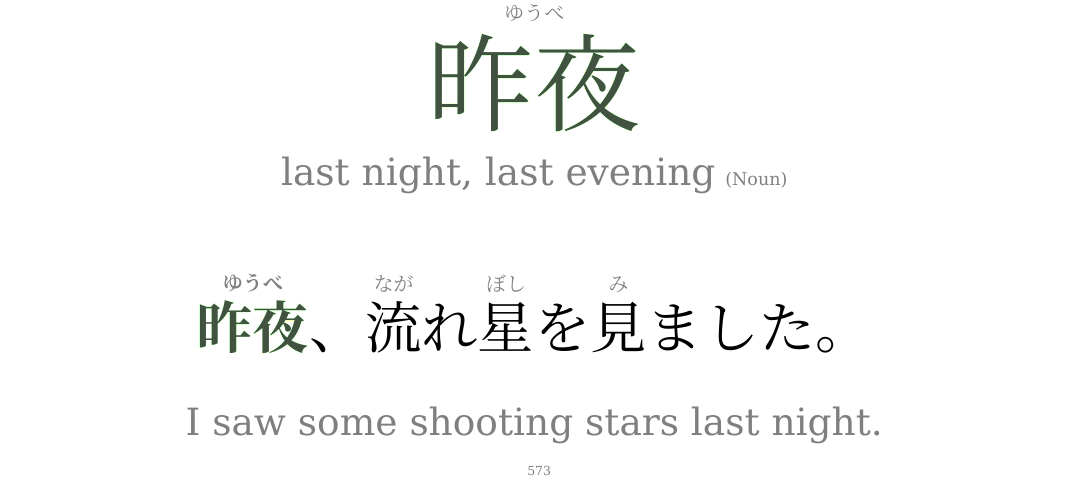 ゆうべ
昨夜
last night, last evening (Noun)
ゆうべ なが ぼし み
昨夜、流れ星を見ました。
I saw some shooting stars last night.
573